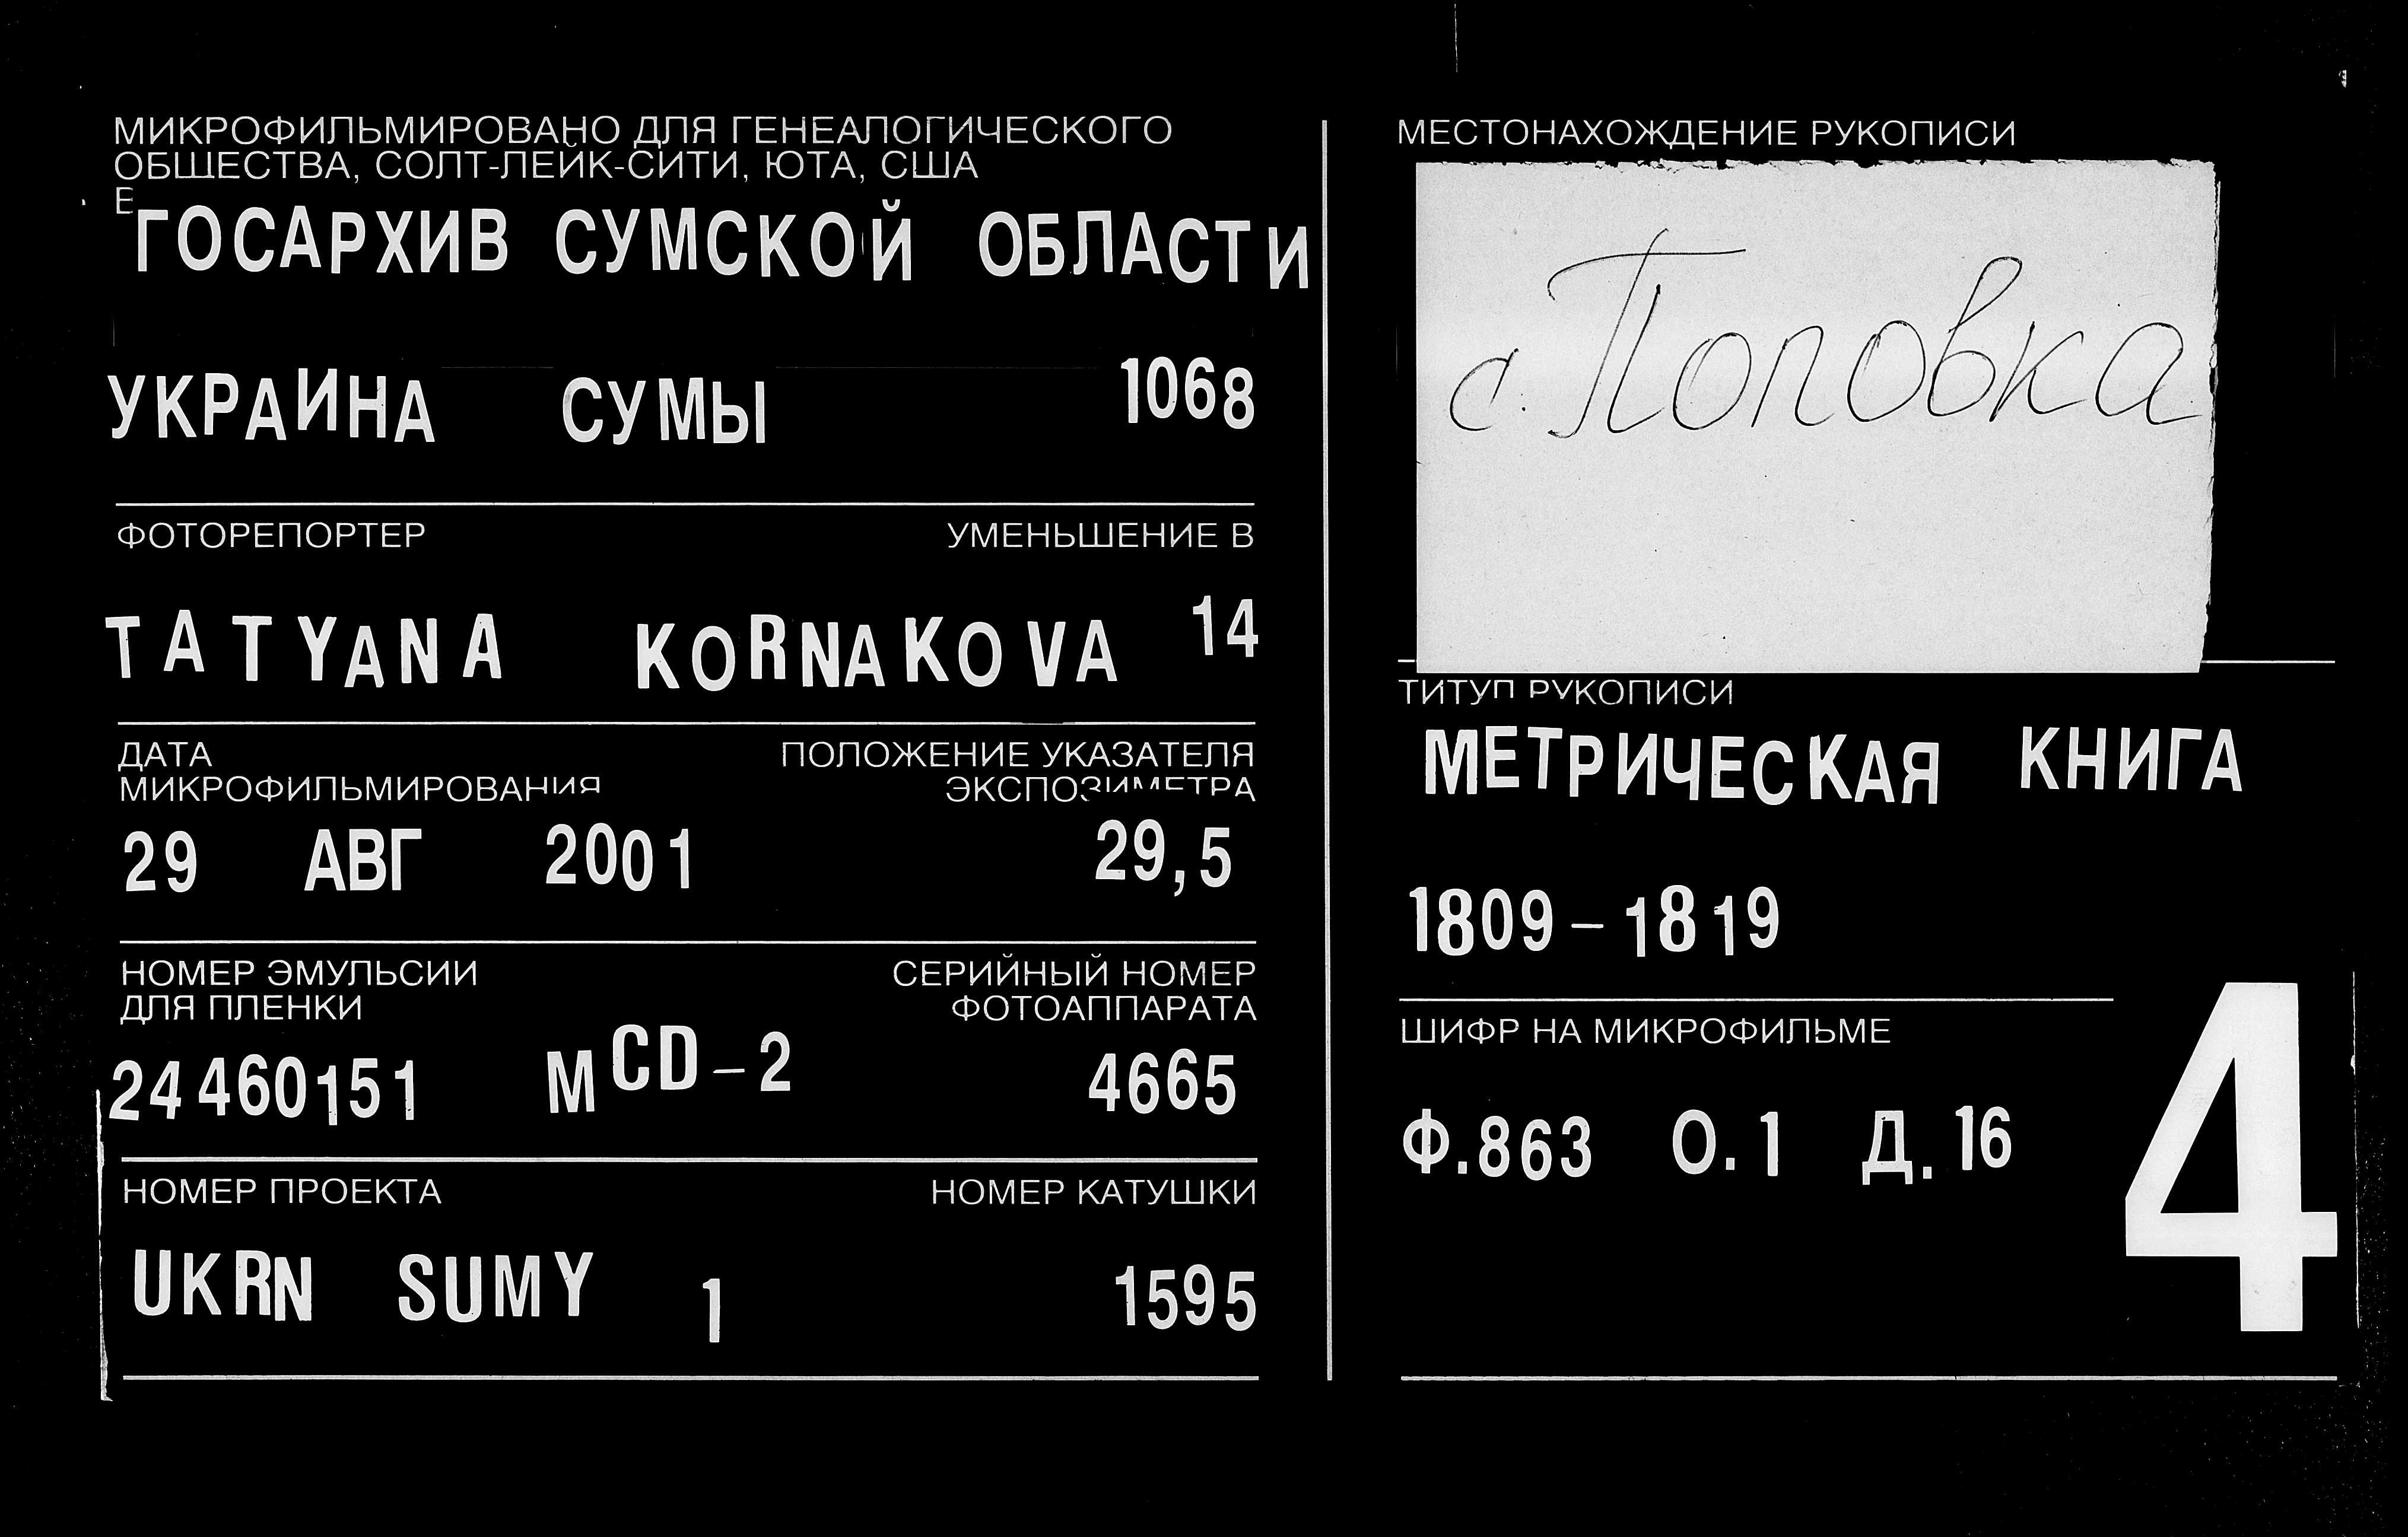 МИКРОФИЛЬМИРОВАНО ДЛЯ ГЕНЕАЛОГИЧЕСКОГО
ОБЩЕСТВА, СОЛТ-ЛЕЙК-СИТИ, ЮТА, США
Е
ГОСАРХИВ СУМСКОЙ ОБЛАСТИ
УКРАИНА СУМЫ 1068
ФОТОРЕПОРТЕР УМЕНЬШЕНИЕ В
TATYANA KORNAKOVA 14
ДАТА ПОЛОЖЕНИЕ УКАЗАТЕЛЯ
МИКРОФИЛЬМИРОВАНИЯ ЭКСПОЗИМЕТРА
29 АВГ 2001 29,5
НОМЕР ЭМУЛЬСИИ СЕРИЙНЫЙ НОМЕР
ДЛЯ ПЛЕНКИ ФОТОАППАРАТА
24460151 MCD-2 4665
НОМЕР ПРОЕКТА НОМЕР КАТУШКИ
UKRN SUMY 1 1595
МЕСТОНАХОЖДЕНИЕ РУКОПИСИ
с. Поповка
ТИТУЛ РУКОПИСИ
МЕТРИЧЕСКАЯ КНИГА
1809-1819
ШИФР НА МИКРОФИЛЬМЕ
Ф.863 О.1 Д.16
4